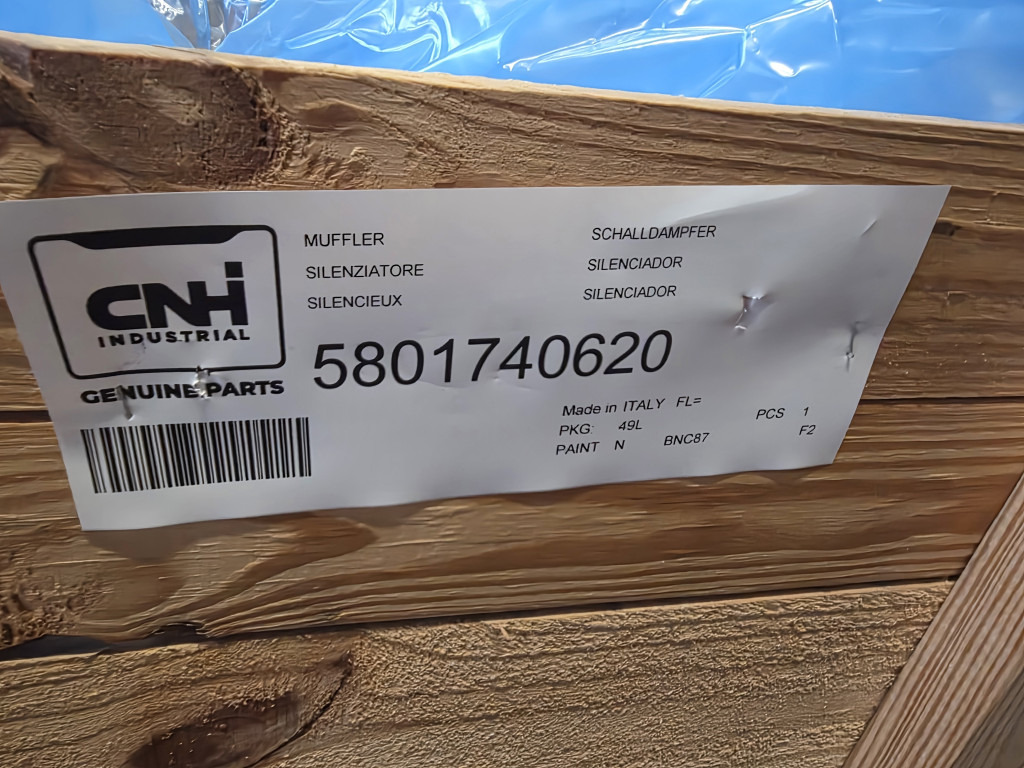 CNH
INDUSTRIAL
GENUINE PARTS
MUFFLER
SILENZIATORE
SILENCIEUX
SCHALLDAMPFER
SILENCIADOR
SILENCIADOR
5801740620
Made in ITALY FL=
PKG: 49L
PAINT N BNC87
PCS 1
F2